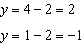 y = 4 − 2 = 2
y = 1 − 2 = −1